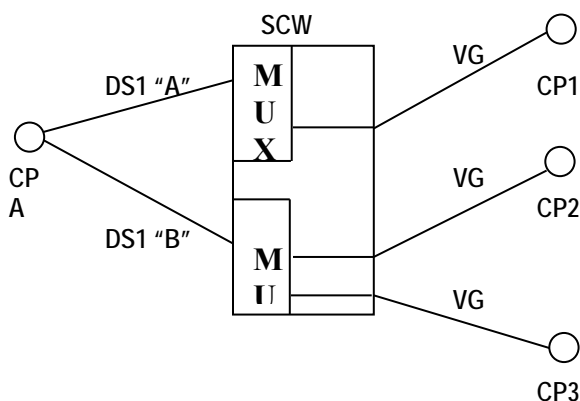 SCW
VG
DS1 “A”
M
U
X
CP1
CP
A
VG
CP2
DS1 “B”
M
U
VG
CP3